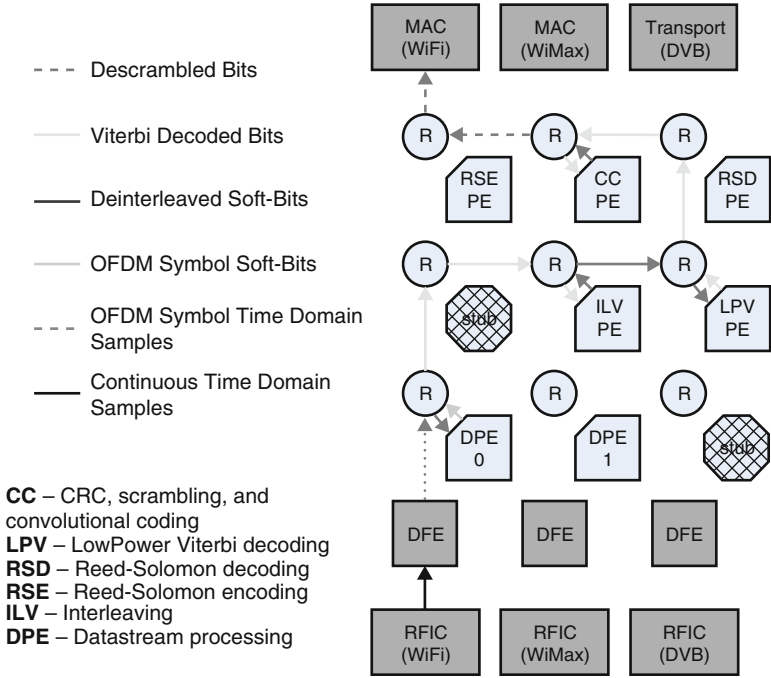 MAC
(WiFi)
MAC
(WiMax)
Transport
(DVB)
Descrambled Bits
Viterbi Decoded Bits
Deinterleaved Soft-Bits
OFDM Symbol Soft-Bits
OFDM Symbol Time Domain
Samples
Continuous Time Domain
Samples
R
R
R
RSE
PE
CC
PE
RSD
PE
R
R
R
stub
ILV
PE
LPV
PE
R
R
R
DPE
0
DPE
1
stub
CC – CRC, scrambling, and
convolutional coding
LPV – LowPower Viterbi decoding
RSD – Reed-Solomon decoding
RSE – Reed-Solomon encoding
ILV – Interleaving
DPE – Datastream processing
DFE
DFE
DFE
RFIC
(WiFi)
RFIC
(WiMax)
RFIC
(DVB)